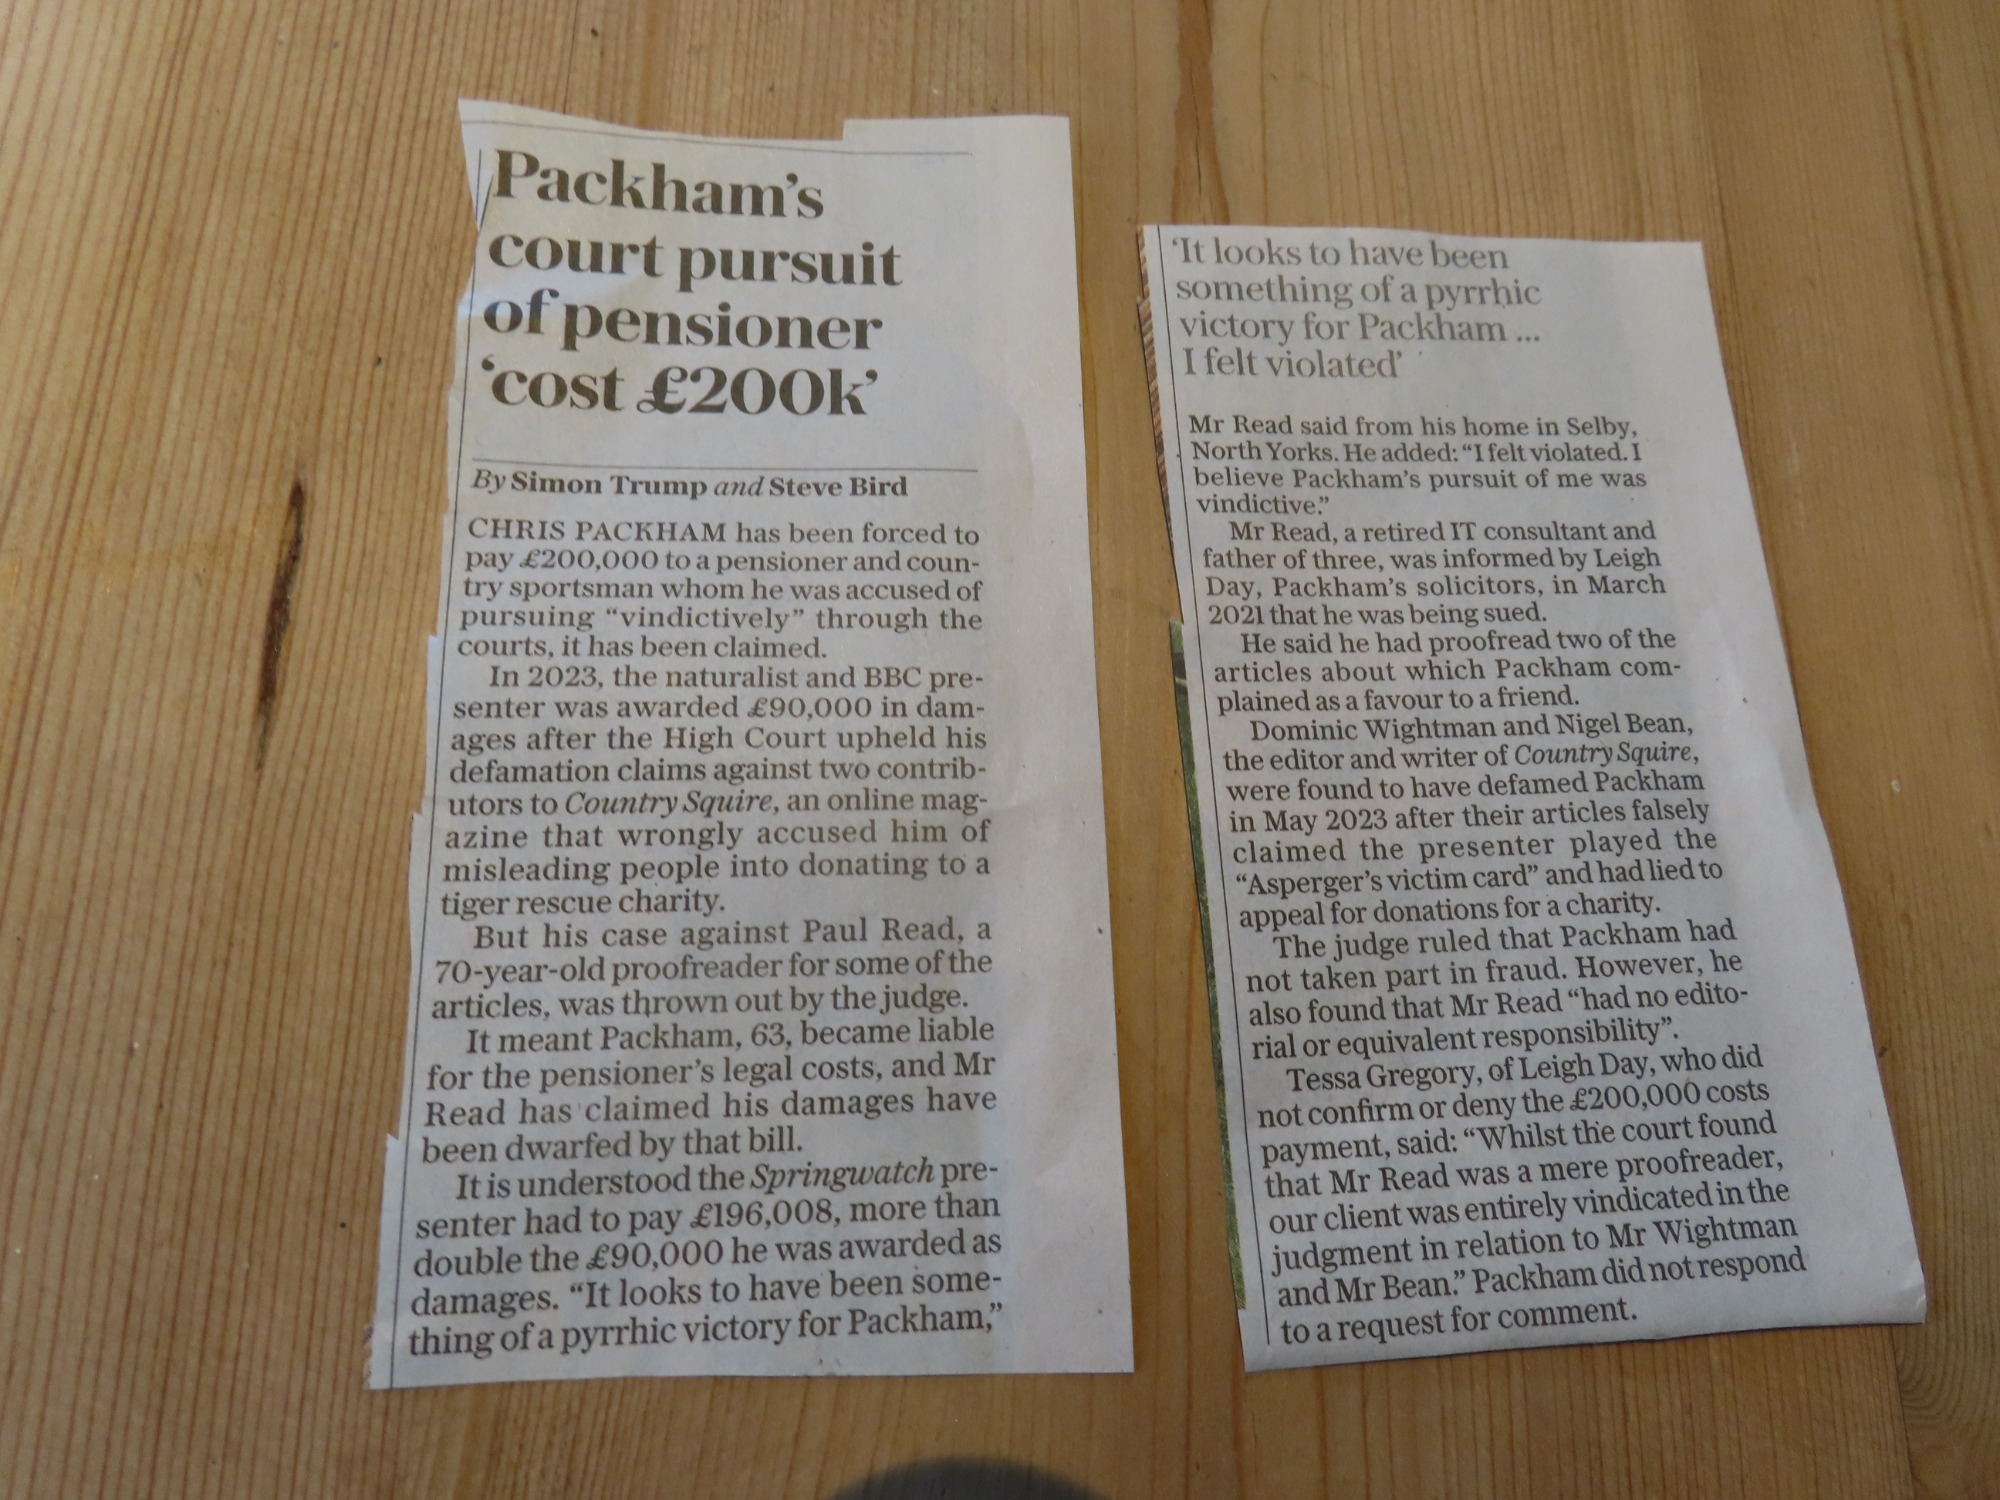 Packham's
court pursuit
of pensioner
‘cost £200k’
By Simon Trump and Steve Bird
CHRIS PACKHAM has been forced to
pay £200,000 to a pensioner and coun-
try sportsman whom he was accused of
pursuing “vindictively” through the
courts, it has been claimed.
In 2023, the naturalist and BBC pre-
senter was awarded £90,000 in dam-
ages after the High Court upheld his
defamation claims against two contrib-
utors to Country Squire, an online mag-
azine that wrongly accused him of
misleading people into donating to a
tiger rescue charity.
But his case against Paul Read, a
70-year-old proofreader for some of the
articles, was thrown out by the judge.
It meant Packham, 63, became liable
for the pensioner's legal costs, and Mr
Read has claimed his damages have
been dwarfed by that bill.
It is understood the Springwatch pre-
senter had to pay £196,008, more than
double the £90,000 he was awarded as
damages. “It looks to have been some-
thing of a pyrrhic victory for Packham,”
‘It looks to have been
something of a pyrrhic
victory for Packham ...
I felt violated’
Mr Read said from his home in Selby,
North Yorks. He added: “I felt violated. I
believe Packham's pursuit of me was
vindictive.”
Mr Read, a retired IT consultant and
father of three, was informed by Leigh
Day, Packham's solicitors, in March
2021 that he was being sued.
He said he had proofread two of the
articles about which Packham com-
plained as a favour to a friend.
Dominic Wightman and Nigel Bean,
the editor and writer of Country Squire,
were found to have defamed Packham
in May 2023 after their articles falsely
claimed the presenter played the
“Asperger's victim card” and had lied to
appeal for donations for a charity.
The judge ruled that Packham had
not taken part in fraud. However, he
also found that Mr Read “had no edito-
rial or equivalent responsibility”.
Tessa Gregory, of Leigh Day, who did
not confirm or deny the £200,000 costs
payment, said: “Whilst the court found
that Mr Read was a mere proofreader,
our client was entirely vindicated in the
judgment in relation to Mr Wightman
and Mr Bean.” Packham did not respond
to a request for comment.